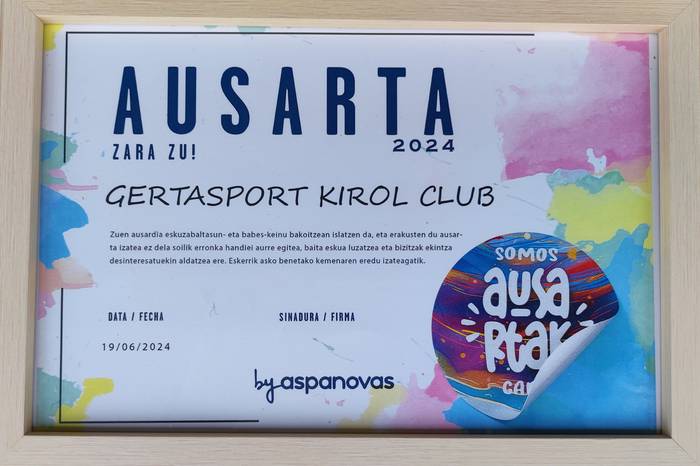 AUSARTA
2024
ZARA ZU!
GERTASPORT KIROL CLUB
Zuen ausardia eskuzabaltasun- eta babes-keinu bakoitzean islatzen da, eta erakusten du ausar-
ta izatea ez dela soilik erronka handiei aurre egitea, baita eskua luzatzea eta bizitzak ekintza
desinteresatuekin aldatzea ere. Eskerrik asko benetako kemenaren eredu izateagatik.
DATA / FECHA
SINADURA / FIRMA
19/06/2024
by aspanovas
SOMOS
ausa
Rtak